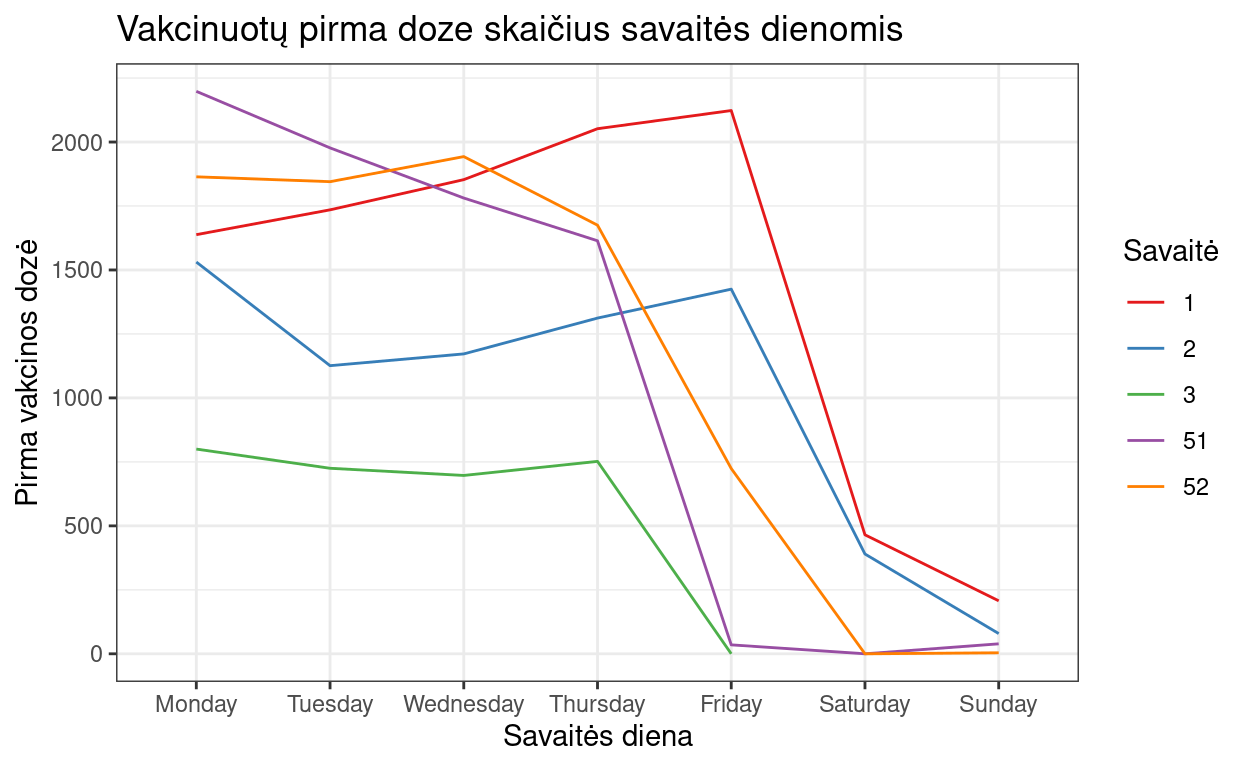 Vakcinuotų pirma doze skaičius savaitės dienomis
Pirma vakcinos dozė
2000
1500
1000
500
0
Monday
Tuesday
Wednesday
Thursday
Friday
Saturday
Sunday
Savaitės diena
Savaitė
1
2
3
51
52